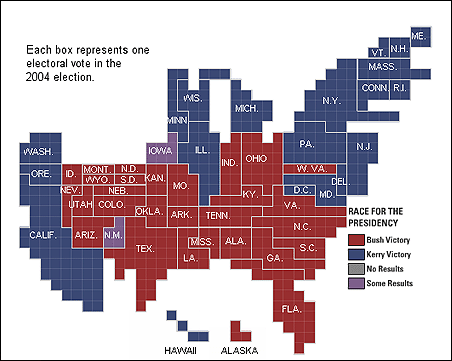 Each box represents one
electoral vote in the
2004 election.
ME.
VT.
N.H.
MASS.
CONN.
R.I.
N.Y.
WIS.
MICH.
MINN
IOWA
ILL.
IND.
OHIO
PA.
N.J.
W. VA.
DEL.
D.C.
MD.
VA.
WASH.
ORE.
ID.
MONT.
N.D.
WYO.
S.D.
NEV.
NEB.
KAN.
MO.
KY.
UTAH
COLO.
OKLA.
ARK.
TENN.
N.C.
CALIF.
ARIZ.
N.M.
TEX.
LA.
MISS.
ALA.
GA.
S.C.
FLA.
HAWAII
ALASKA
RACE FOR THE
PRESIDENCY
Bush Victory
Kerry Victory
No Results
Some Results